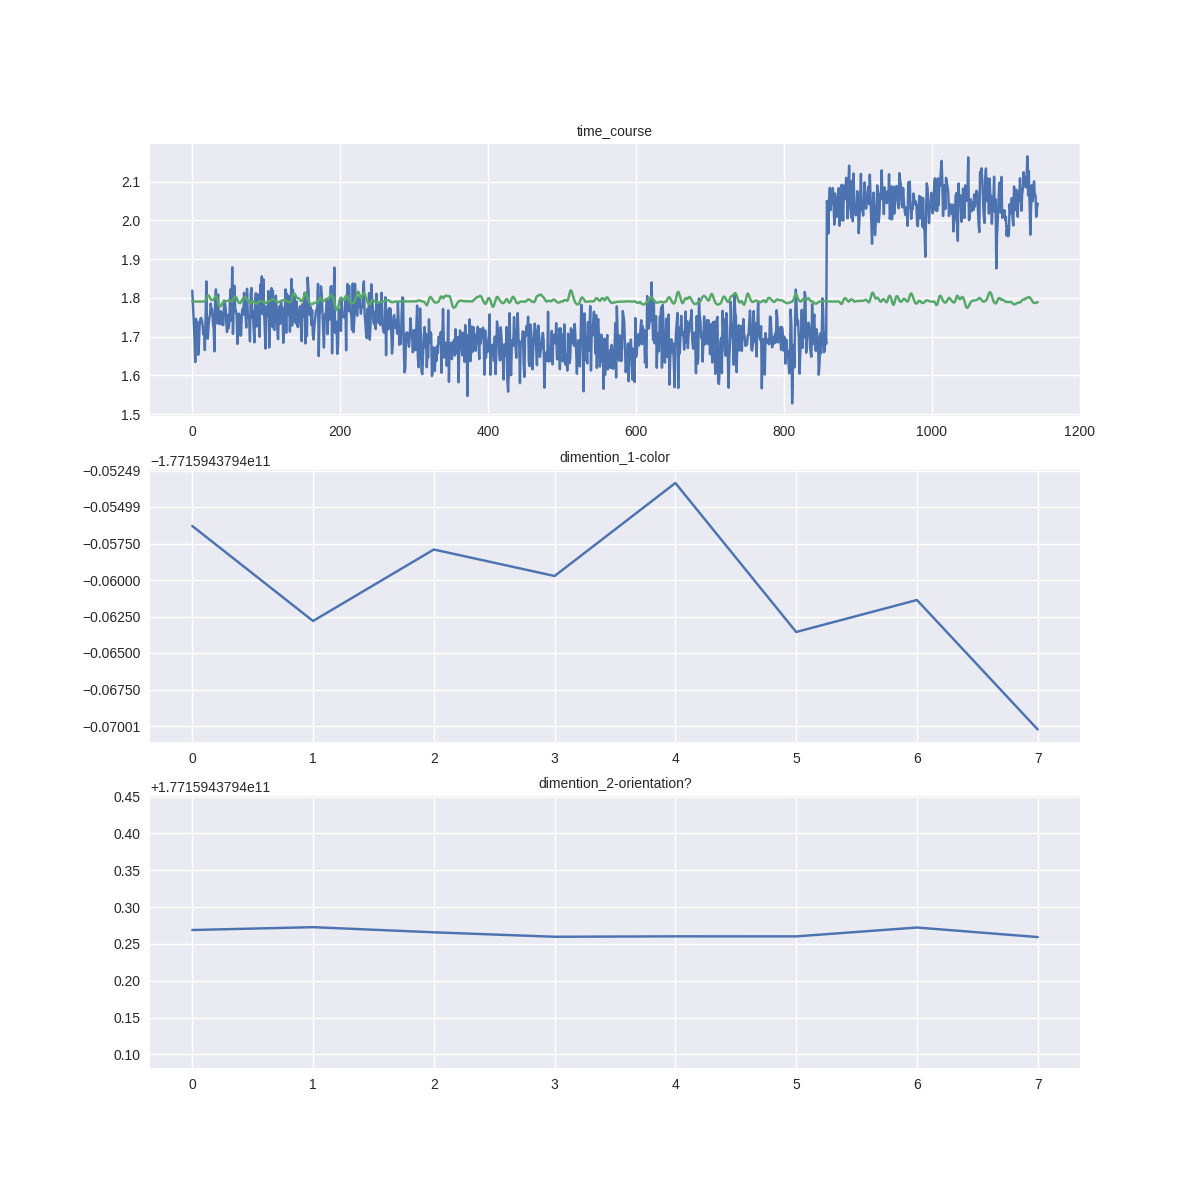 time_course
2.1
2.0
1.9
1.8
1.7
1.6
1.5
0 200 400 600 800 1000 1200
−1.7715943794e11
dimention_1-color
−0.05249
−0.05499
−0.05750
−0.06000
−0.06250
−0.06500
−0.06750
−0.07001
0 1 2 3 4 5 6 7
+1.7715943794e11
dimention_2-orientation?
0.45
0.40
0.35
0.30
0.25
0.20
0.15
0.10
0 1 2 3 4 5 6 7